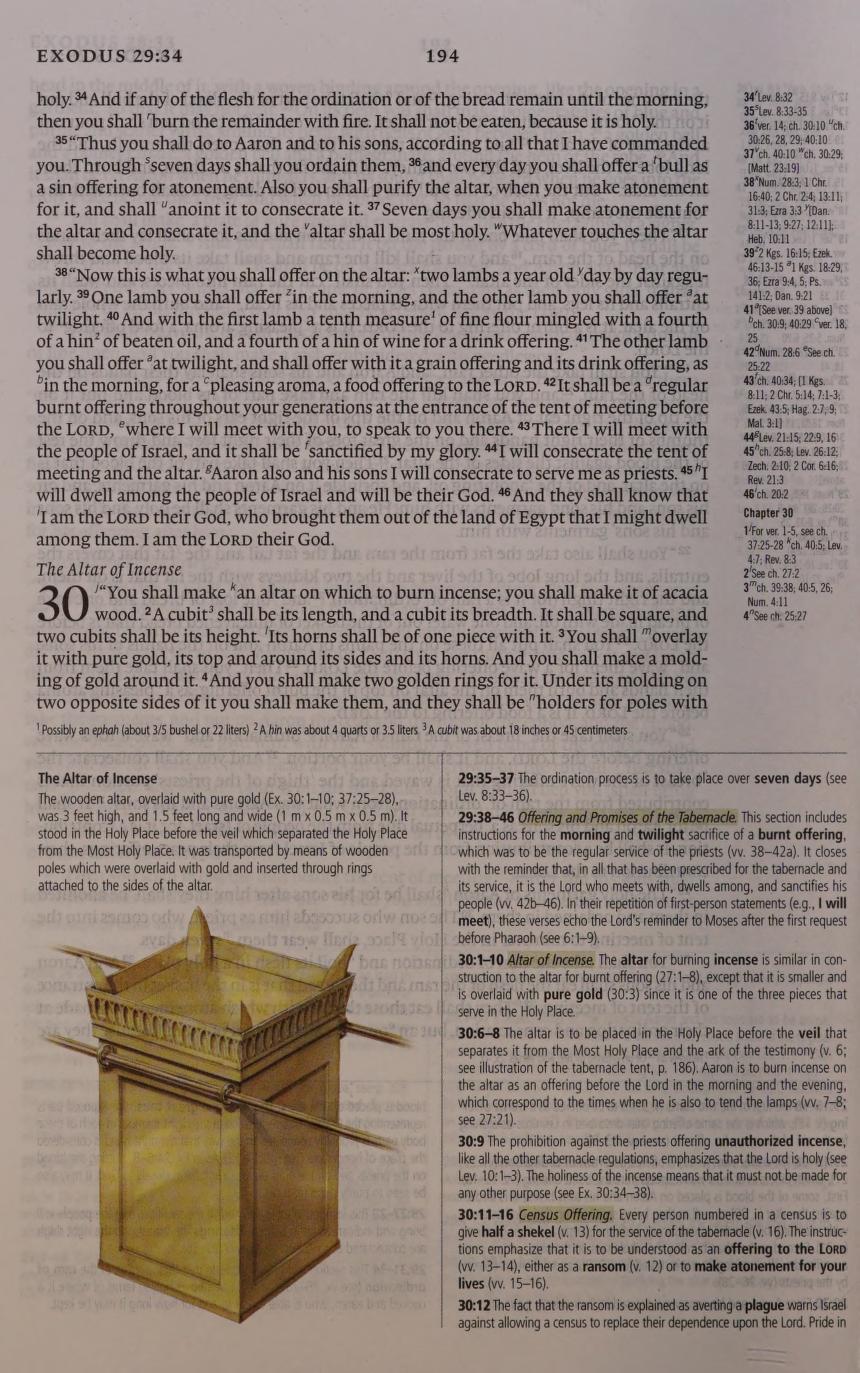 EXODUS 29:34
194
holy. ³⁴And if any of the flesh for the ordination or of the bread remain until the morning,
then you shall ʳburn the remainder with fire. It shall not be eaten, because it is holy.
³⁵“Thus you shall do to Aaron and to his sons, according to all that I have commanded
you. Through ˢseven days shall you ordain them, ³⁶and every day you shall offer a ᵗbull as
a sin offering for atonement. Also you shall purify the altar, when you make atonement
for it, and shall ᵘanoint it to consecrate it. ³⁷Seven days you shall make atonement for
the altar and consecrate it, and the ᵛaltar shall be most holy. ʷWhatever touches the altar
shall become holy.
³⁸“Now this is what you shall offer on the altar: ˣtwo lambs a year old ʸday by day regu-
larly. ³⁹One lamb you shall offer ᶻin the morning, and the other lamb you shall offer ᵃat
twilight. ⁴⁰And with the first lamb a tenth measure¹ of fine flour mingled with a fourth
of a hin² of beaten oil, and a fourth of a hin of wine for a drink offering. ⁴¹The other lamb
you shall offer ᵃat twilight, and shall offer with it a grain offering and its drink offering, as
ᵇin the morning, for a ᶜpleasing aroma, a food offering to the LORD. ⁴²It shall be a ᵈregular
burnt offering throughout your generations at the entrance of the tent of meeting before
the LORD, ᵉwhere I will meet with you, to speak to you there. ⁴³There I will meet with
the people of Israel, and it shall be ᶠsanctified by my glory. ⁴⁴I will consecrate the tent of
meeting and the altar. ᵍAaron also and his sons I will consecrate to serve me as priests. ⁴⁵ʰI
will dwell among the people of Israel and will be their God. ⁴⁶And they shall know that
ⁱI am the LORD their God, who brought them out of the land of Egypt that I might dwell
among them. I am the LORD their God.
The Altar of Incense
30 ʲ“You shall make ᵏan altar on which to burn incense; you shall make it of acacia
wood. ²A cubit³ shall be its length, and a cubit its breadth. It shall be square, and
two cubits shall be its height. ˡIts horns shall be of one piece with it. ³You shall ᵐoverlay
it with pure gold, its top and around its sides and its horns. And you shall make a mold-
ing of gold around it. ⁴And you shall make two golden rings for it. Under its molding on
two opposite sides of it you shall make them, and they shall be ⁿholders for poles with
¹ Possibly an ephah (about 3/5 bushel or 22 liters) ² A hin was about 4 quarts or 3.5 liters ³ A cubit was about 18 inches or 45 centimeters
34ʳLev. 8:32
35ˢLev. 8:33-35
36ᵗver. 14; ch. 30:10 ᵘch.
30:26, 28, 29; 40:10
37ᵛch. 40:10 ʷch. 30:29;
[Matt. 23:19]
38ˣNum. 28:3; 1 Chr.
16:40; 2 Chr. 2:4; 13:11;
31:3; Ezra 3:3 ʸ[Dan.
8:11-13; 9:27; 12:11];
Heb. 10:11
39ᶻ2 Kgs. 16:15; Ezek.
46:13-15 ᵃ1 Kgs. 18:29,
36; Ezra 9:4, 5; Ps.
141:2; Dan. 9:21
41ᵃ[See ver. 39 above]
ᵇch. 30:9; 40:29 ᶜver. 18,
25
42ᵈNum. 28:6 ᵉSee ch.
25:22
43ᶠch. 40:34; [1 Kgs.
8:11; 2 Chr. 5:14; 7:1-3;
Ezek. 43:5; Hag. 2:7, 9;
Mal. 3:1]
44ᵍLev. 21:15; 22:9, 16
45ʰch. 25:8; Lev. 26:12;
Zech. 2:10; 2 Cor. 6:16;
Rev. 21:3
46ⁱch. 20:2
Chapter 30
1ʲFor ver. 1-5, see ch.
37:25-28 ᵏch. 40:5; Lev.
4:7; Rev. 8:3
2ˡSee ch. 27:2
3ᵐch. 39:38; 40:5, 26;
Num. 4:11
4ⁿSee ch. 25:27
The Altar of Incense
The wooden altar, overlaid with pure gold (Ex. 30:1–10; 37:25–28),
was 3 feet high, and 1.5 feet long and wide (1 m x 0.5 m x 0.5 m). It
stood in the Holy Place before the veil which separated the Holy Place
from the Most Holy Place. It was transported by means of wooden
poles which were overlaid with gold and inserted through rings
attached to the sides of the altar.
29:35–37 The ordination process is to take place over seven days (see
Lev. 8:33–36).
29:38–46 Offering and Promises of the Tabernacle. This section includes
instructions for the morning and twilight sacrifice of a burnt offering,
which was to be the regular service of the priests (vv. 38–42a). It closes
with the reminder that, in all that has been prescribed for the tabernacle and
its service, it is the Lord who meets with, dwells among, and sanctifies his
people (vv. 42b–46). In their repetition of first-person statements (e.g., I will
meet), these verses echo the Lord's reminder to Moses after the first request
before Pharaoh (see 6:1–9).
30:1–10 Altar of Incense. The altar for burning incense is similar in con-
struction to the altar for burnt offering (27:1–8), except that it is smaller and
is overlaid with pure gold (30:3) since it is one of the three pieces that
serve in the Holy Place.
30:6–8 The altar is to be placed in the Holy Place before the veil that
separates it from the Most Holy Place and the ark of the testimony (v. 6;
see illustration of the tabernacle tent, p. 186). Aaron is to burn incense on
the altar as an offering before the Lord in the morning and the evening,
which correspond to the times when he is also to tend the lamps (vv. 7–8;
see 27:21).
30:9 The prohibition against the priests offering unauthorized incense,
like all the other tabernacle regulations, emphasizes that the Lord is holy (see
Lev. 10:1–3). The holiness of the incense means that it must not be made for
any other purpose (see Ex. 30:34–38).
30:11–16 Census Offering. Every person numbered in a census is to
give half a shekel (v. 13) for the service of the tabernacle (v. 16). The instruc-
tions emphasize that it is to be understood as an offering to the LORD
(vv. 13–14), either as a ransom (v. 12) or to make atonement for your
lives (vv. 15–16).
30:12 The fact that the ransom is explained as averting a plague warns Israel
against allowing a census to replace their dependence upon the Lord. Pride in